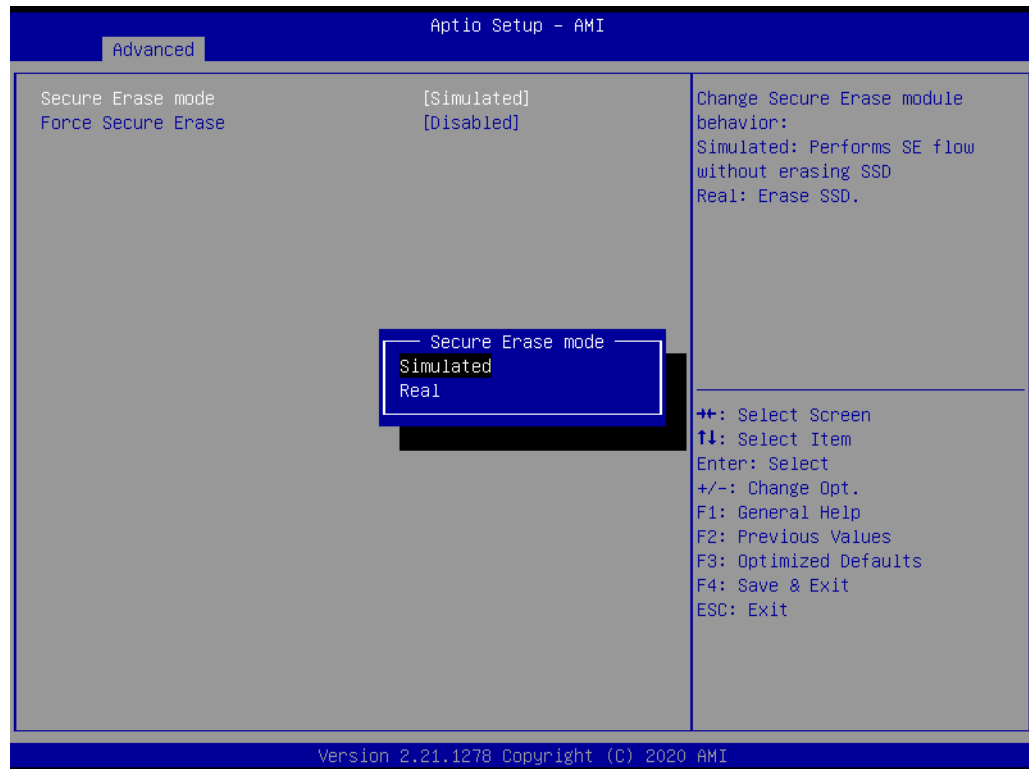 Aptio Setup – AMI
Advanced
Secure Erase mode [Simulated]
Force Secure Erase [Disabled]
Change Secure Erase module
behavior:
Simulated: Performs SE flow
without erasing SSD
Real: Erase SSD.
Secure Erase mode
Simulated
Real
→←: Select Screen
↑↓: Select Item
Enter: Select
+/-: Change Opt.
F1: General Help
F2: Previous Values
F3: Optimized Defaults
F4: Save & Exit
ESC: Exit
Version 2.21.1278 Copyright (C) 2020 AMI